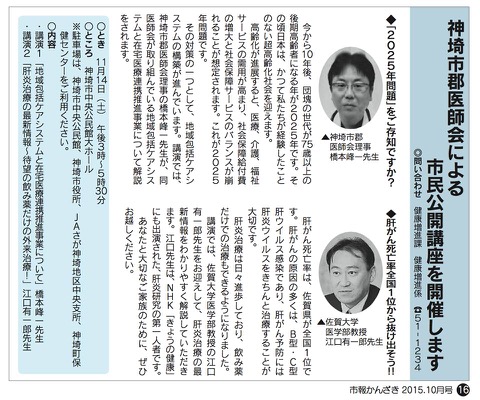 神埼市郡医師会による
市民公開講座を開催します
◎問い合わせ 健康増進課 健康増進係 ☎51-1234
◆『2025年問題』をご存知ですか?
▲神埼市郡
医師会理事
橋本峰一先生
今から10年後、団塊の世代が75歳以上の
後期高齢者になる年が2025年です。そ
の頃日本は、かつて私たちが経験したこと
のない超高齢化社会を迎えます。
高齢化が進展すると、医療、介護、福祉
サービスの需用が高まり、社会保障給付費
の増大と社会保障サービスのバランスが崩
れることが想定されます。これが2025
年問題です。
その対策の一つとして、地域包括ケアシ
ステムの構築が進んでいます。講演では、
神埼市郡医師会理事の橋本峰一先生が、同
医師会が取り組んでいる地域包括ケアシス
テムと在宅医療連携推進事業について解説
をされます。
◆肝がん死亡率全国1位から抜け出そう!!
▲佐賀大学
医学部教授
江口有一郎先生
肝がん死亡率は、佐賀県が全国1位で
す。肝がんの原因の多くは、B型・C型
肝炎ウイルス感染であり、肝がん予防には
肝炎ウイルスをきちんと治療することが
大切です。
肝炎治療は日々進歩しており、飲み薬
だけでの治療もできるようになりました。
講演では、佐賀大学医学部教授の江口
有一郎先生をお迎えして、肝炎治療の最
新情報をわかりやすく解説していただき
ます。江口先生は、NHK「きょうの健康」
にも出演された、肝炎研究の第一人者です。
あなたと大切なご家族のために、ぜひ
お越しください。
○とき 11月14日(土) 午後3時~5時30分
○ところ 神埼市中央公民館大ホール
※駐車場は、神埼市中央公民館、神埼市役所、JAさが神埼地区中央支所、神埼町保
健センターをご利用ください。
○内容
・講演1「地域包括ケアシステムと在宅医療連携推進事業について」橋本峰一先生
・講演2「肝炎治療の最新情報~待望の飲み薬だけの外来治療!」江口有一郎先生
市報かんざき 2015.10月号 16